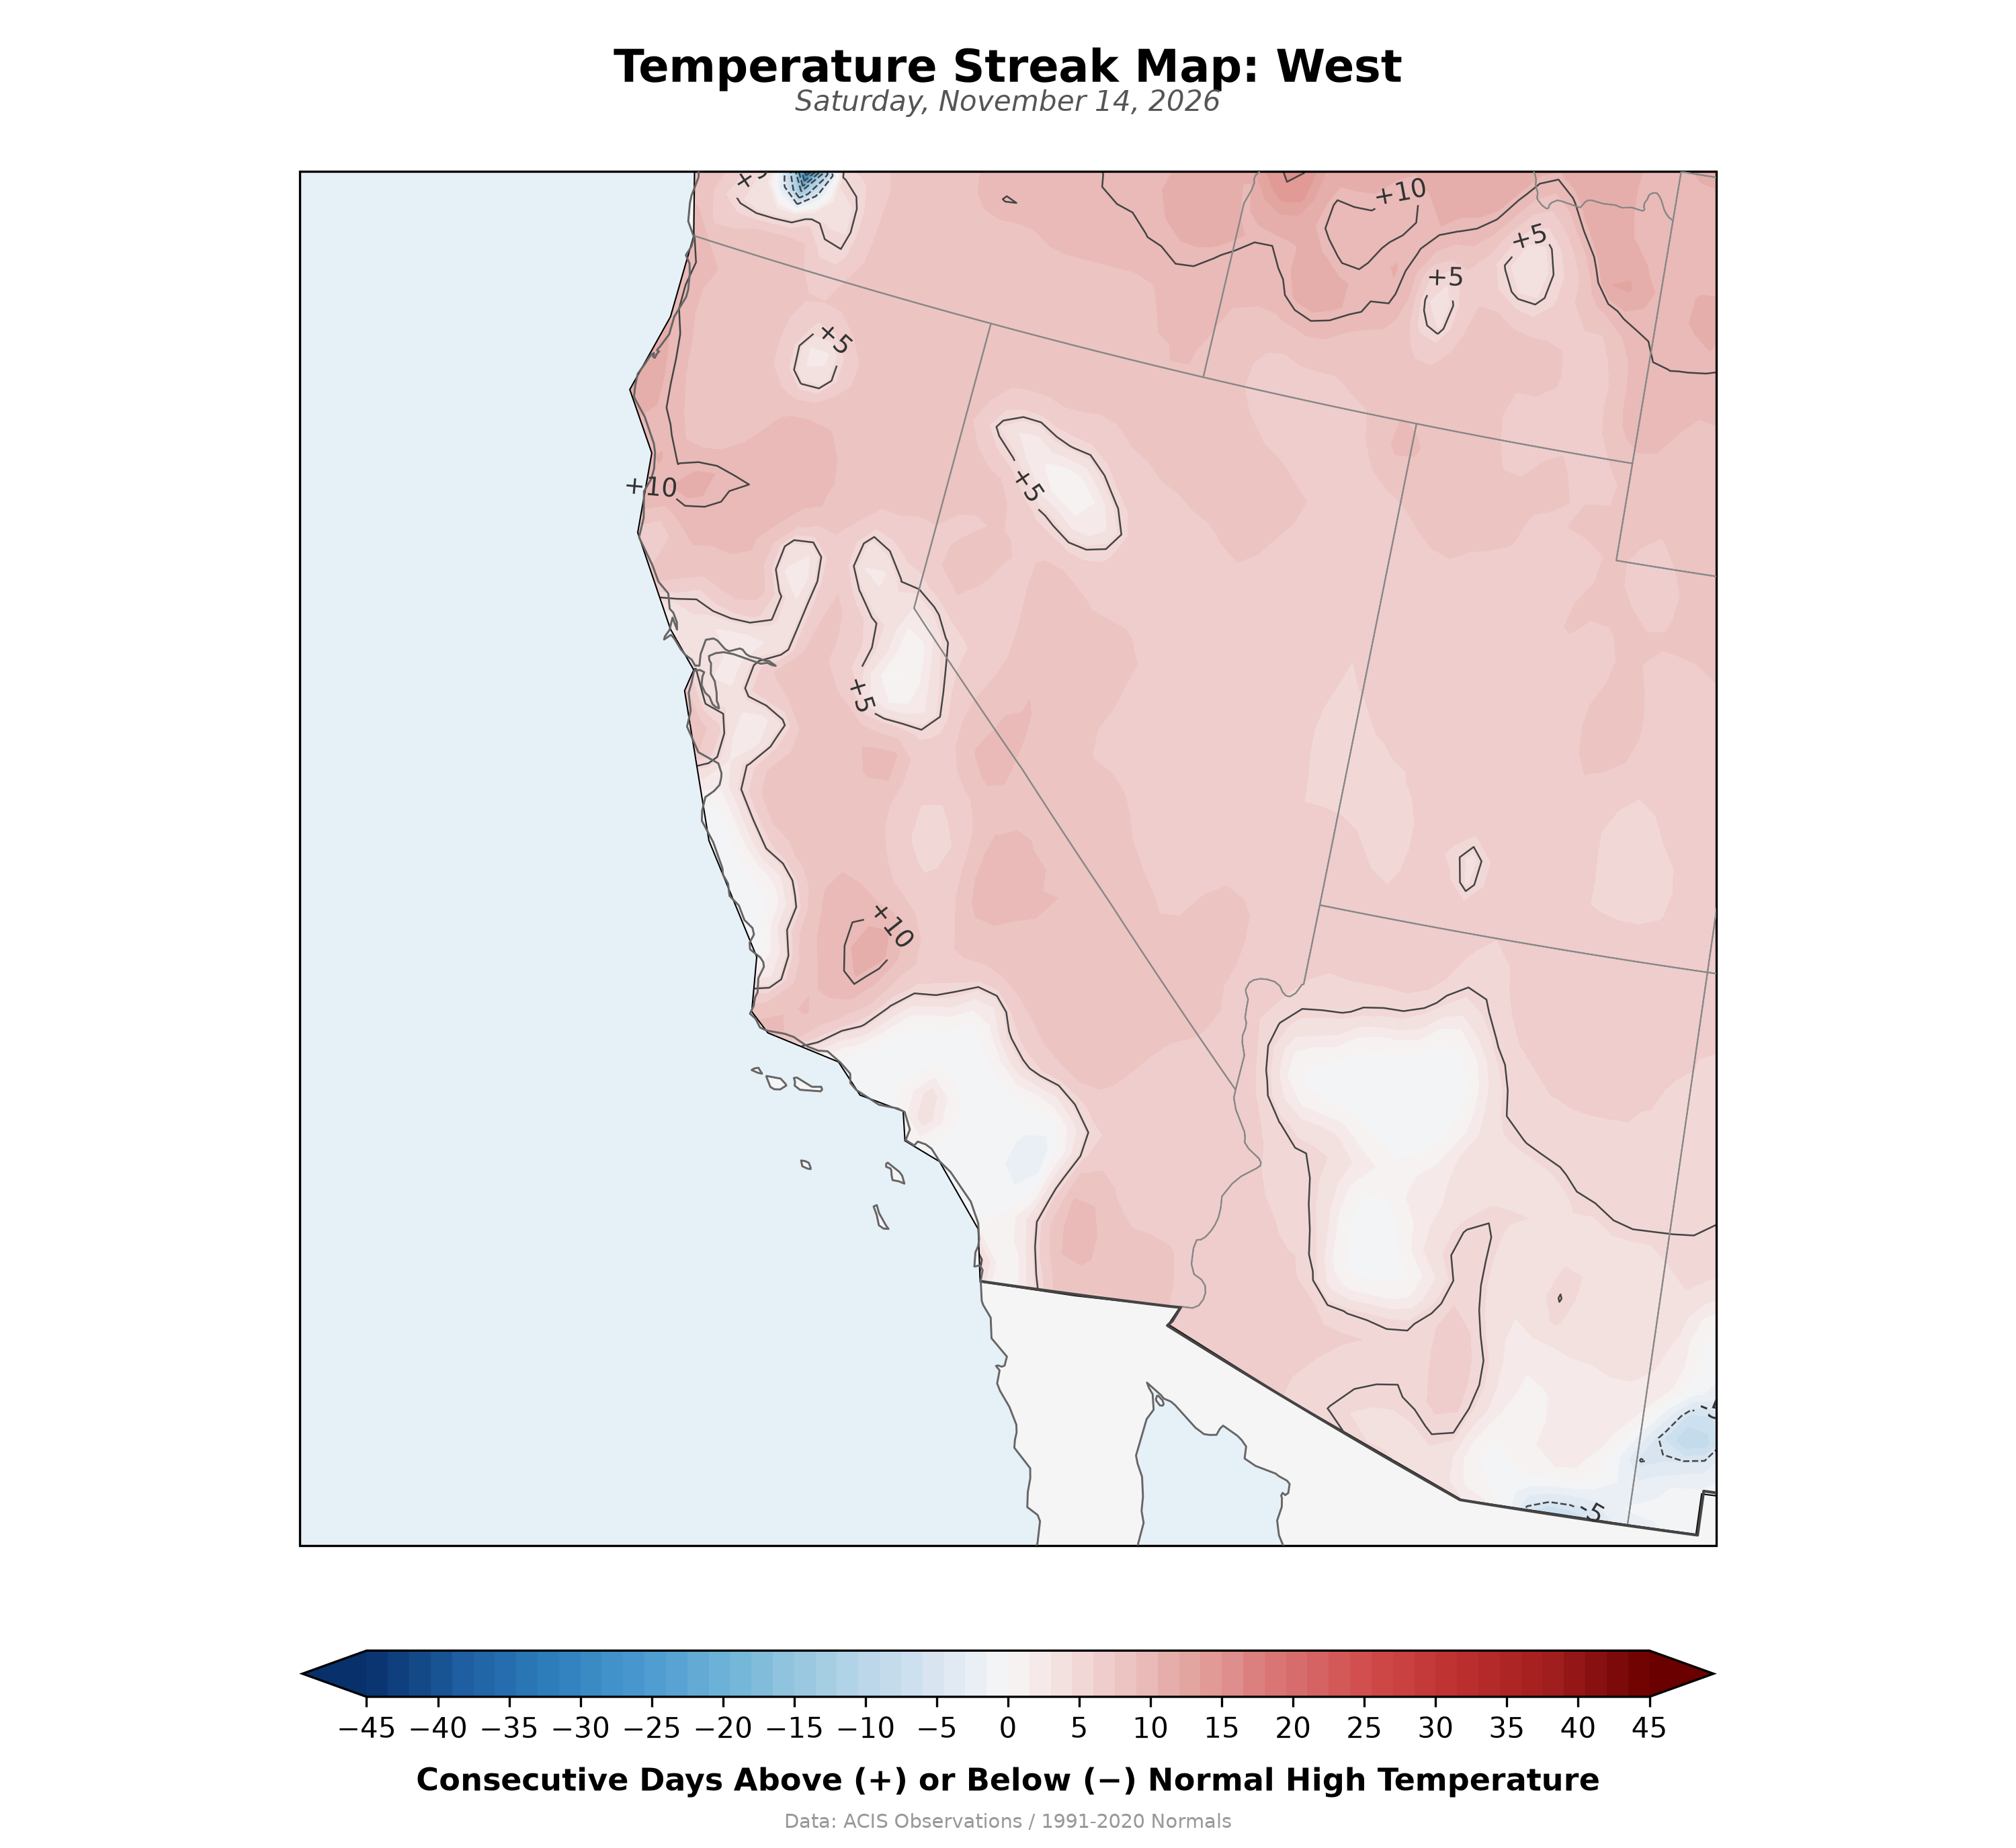 Temperature Streak Map: West
Saturday, November 14, 2026
+10
+5
+5
+5
+10
+5
+5
+10
−45 −40 −35 −30 −25 −20 −15 −10 −5 0 5 10 15 20 25 30 35 40 45
Consecutive Days Above (+) or Below (−) Normal High Temperature
Data: ACIS Observations / 1991-2020 Normals